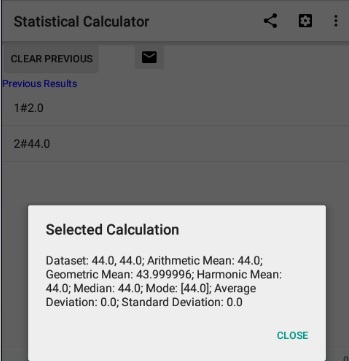 Statistical Calculator
CLEAR PREVIOUS
Previous Results
1#2.0
2#44.0
Selected Calculation
Dataset: 44.0, 44.0; Arithmetic Mean: 44.0;
Geometric Mean: 43.999996; Harmonic Mean:
44.0; Median: 44.0; Mode: [44.0]; Average
Deviation: 0.0; Standard Deviation: 0.0
CLOSE